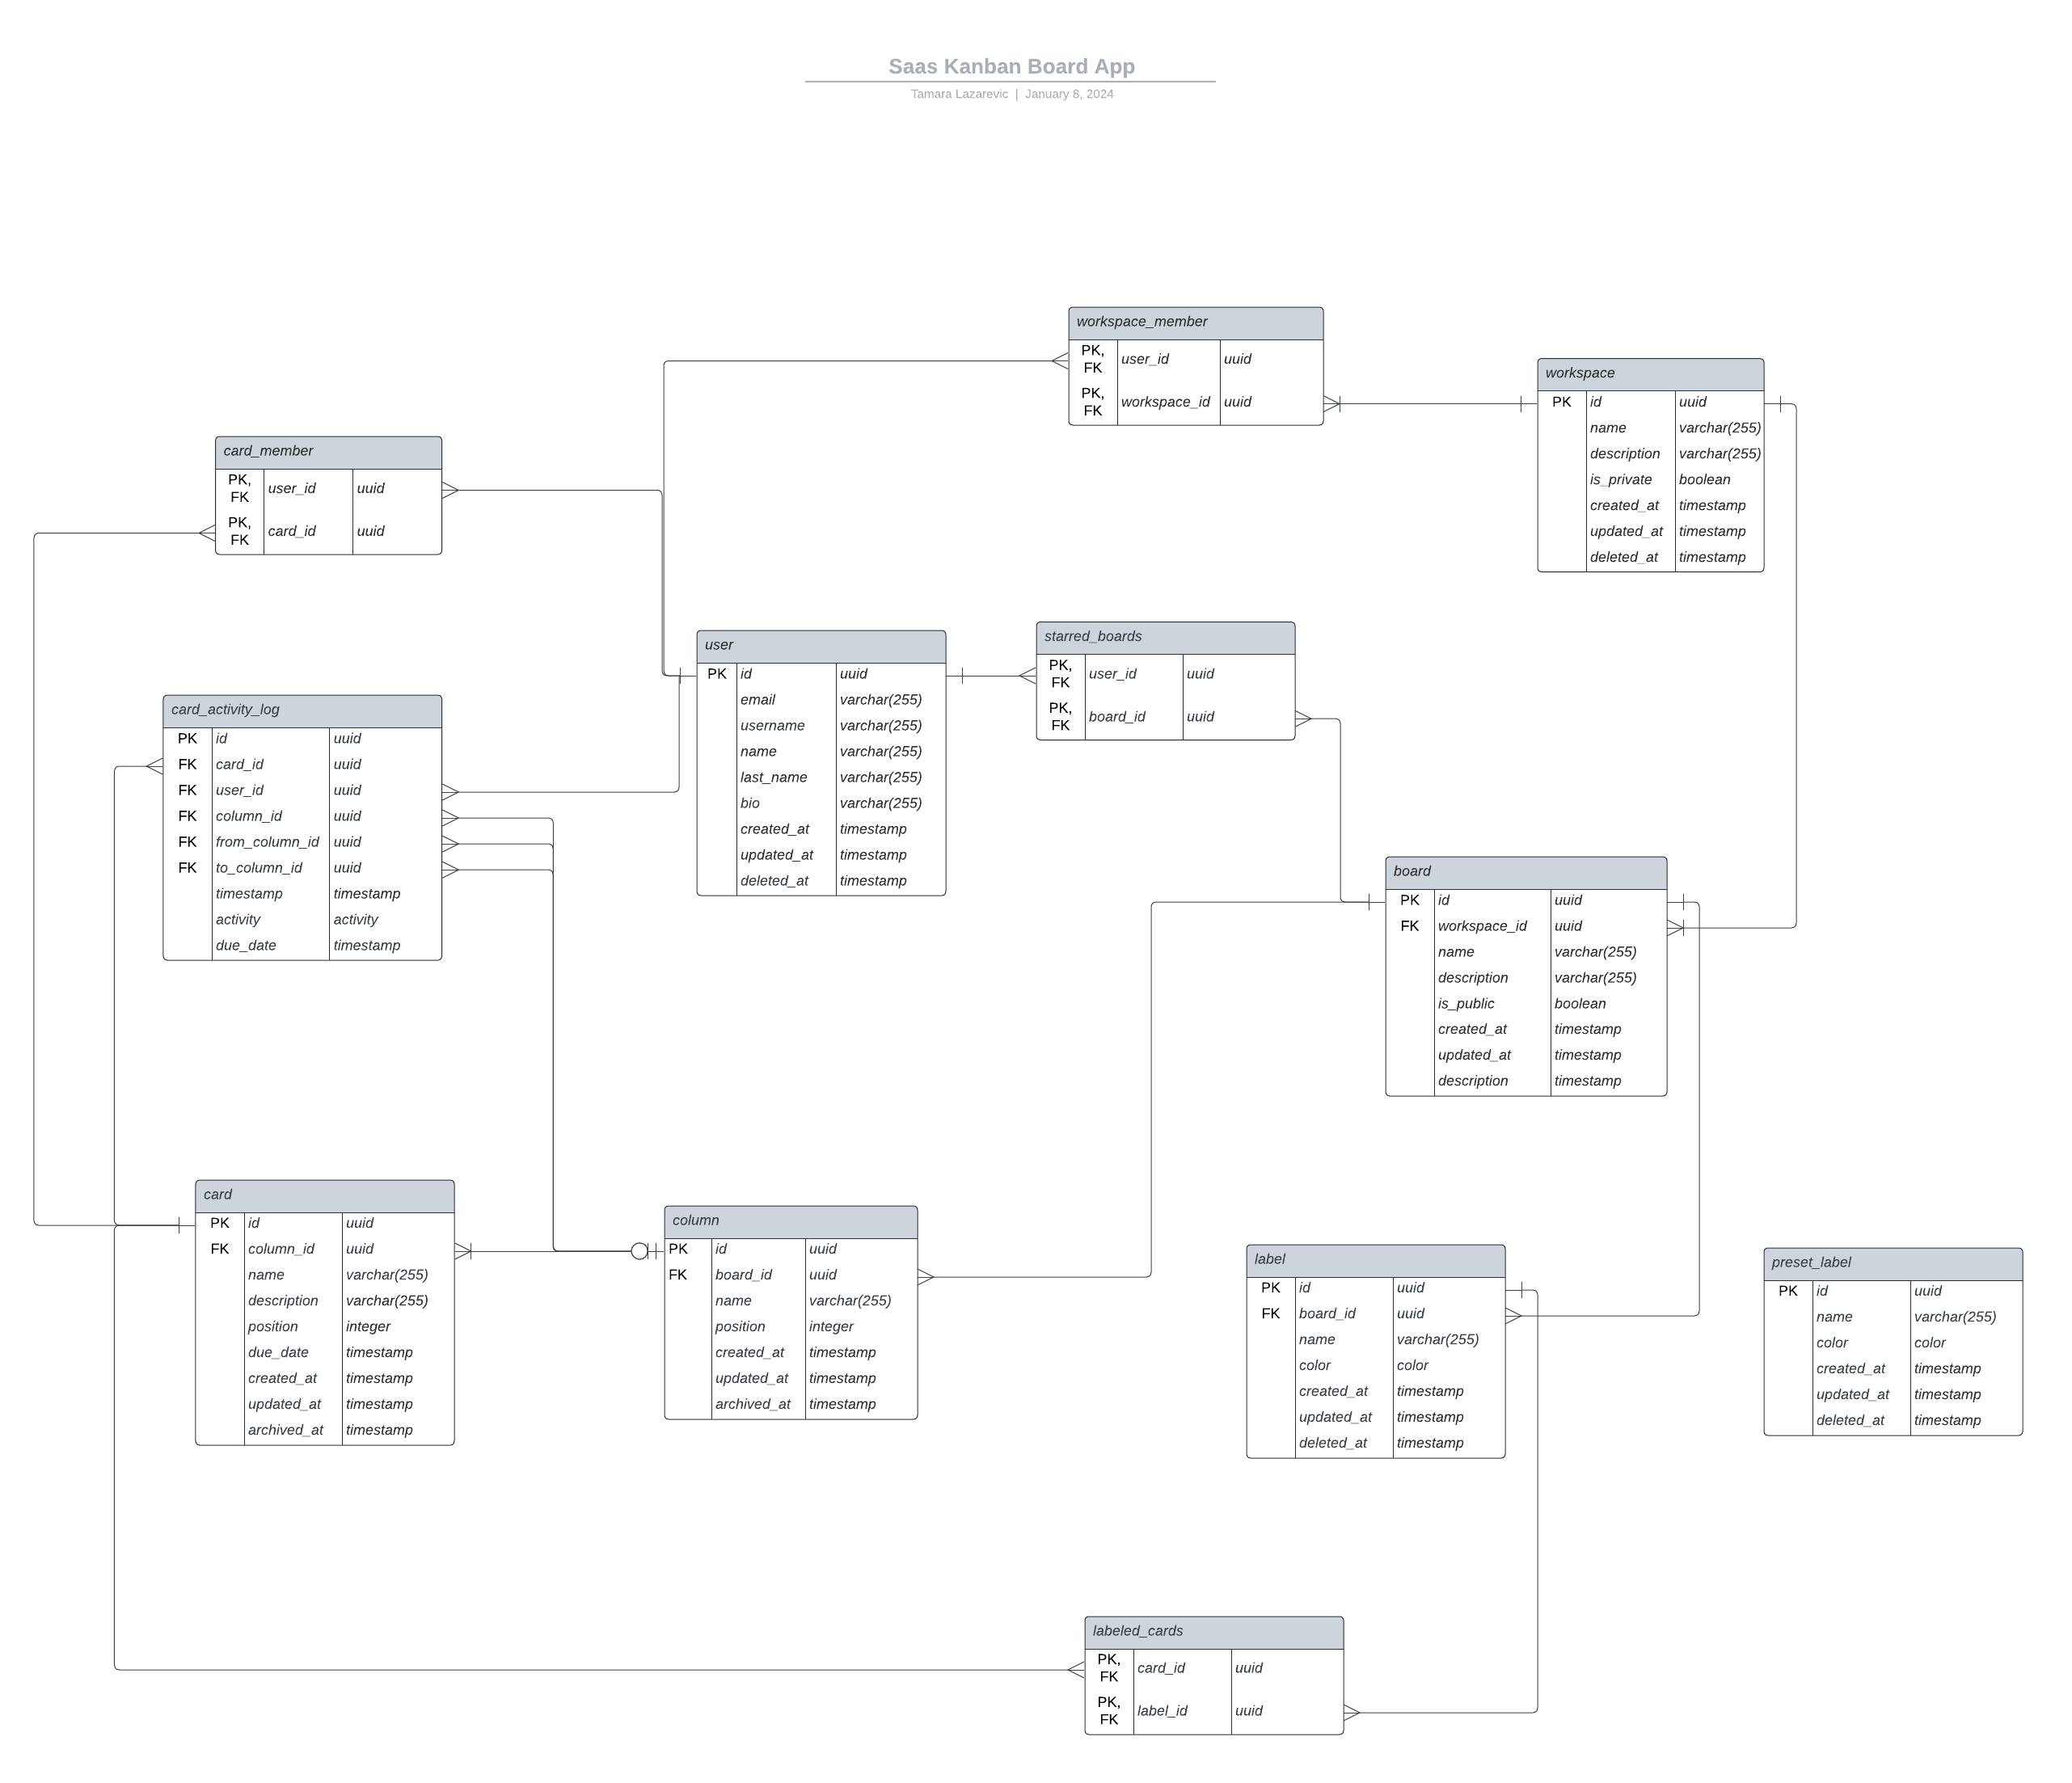 Saas Kanban Board App
Tamara Lazarevic | January 8, 2024
workspace_member
PK, FK user_id uuid
PK, FK workspace_id uuid
workspace
PK id uuid
name varchar(255)
description varchar(255)
is_private boolean
created_at timestamp
updated_at timestamp
deleted_at timestamp
card_member
PK, FK user_id uuid
PK, FK card_id uuid
user
PK id uuid
email varchar(255)
username varchar(255)
name varchar(255)
last_name varchar(255)
bio varchar(255)
created_at timestamp
updated_at timestamp
deleted_at timestamp
starred_boards
PK, FK user_id uuid
PK, FK board_id uuid
card_activity_log
PK id uuid
FK card_id uuid
FK user_id uuid
FK column_id uuid
FK from_column_id uuid
FK to_column_id uuid
timestamp timestamp
activity activity
due_date timestamp
board
PK id uuid
FK workspace_id uuid
name varchar(255)
description varchar(255)
is_public boolean
created_at timestamp
updated_at timestamp
description timestamp
card
PK id uuid
FK column_id uuid
name varchar(255)
description varchar(255)
position integer
due_date timestamp
created_at timestamp
updated_at timestamp
archived_at timestamp
column
PK id uuid
FK board_id uuid
name varchar(255)
position integer
created_at timestamp
updated_at timestamp
archived_at timestamp
label
PK id uuid
FK board_id uuid
name varchar(255)
color color
created_at timestamp
updated_at timestamp
deleted_at timestamp
preset_label
PK id uuid
name varchar(255)
color color
created_at timestamp
updated_at timestamp
deleted_at timestamp
labeled_cards
PK, FK card_id uuid
PK, FK label_id uuid